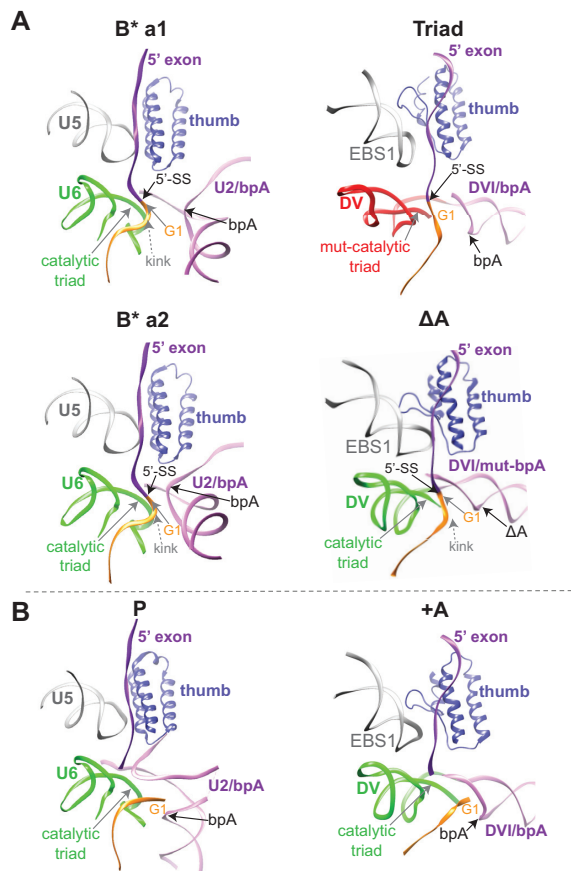 A
B* a1
5' exon
U5
thumb
5'-SS
U6
U2/bpA
G1
bpA
catalytic
triad
kink
Triad
5' exon
thumb
EBS1
5'-SS
DV
DVI/bpA
G1
mut-catalytic
triad
bpA
B* a2
5' exon
U5
thumb
5'-SS
U6
U2/bpA
bpA
G1
catalytic
triad
kink
ΔA
5' exon
thumb
EBS1
5'-SS
DVI/mut-bpA
DV
G1
catalytic
triad
kink
ΔA
B
P
5' exon
U5
thumb
U6
U2/bpA
G1
bpA
catalytic
triad
+A
5' exon
thumb
EBS1
DV
G1
catalytic
triad
bpA
DVI/bpA